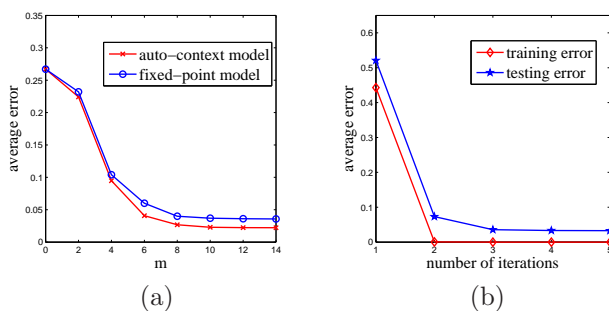 0.35
0.3
0.25
0.2
0.15
0.1
0.05
0
0 2 4 6 8 10 12 14
average error
m
auto-context model
fixed-point model
(a)
0.6
0.5
0.4
0.3
0.2
0.1
0
1 2 3 4 5
average error
number of iterations
training error
testing error
(b)